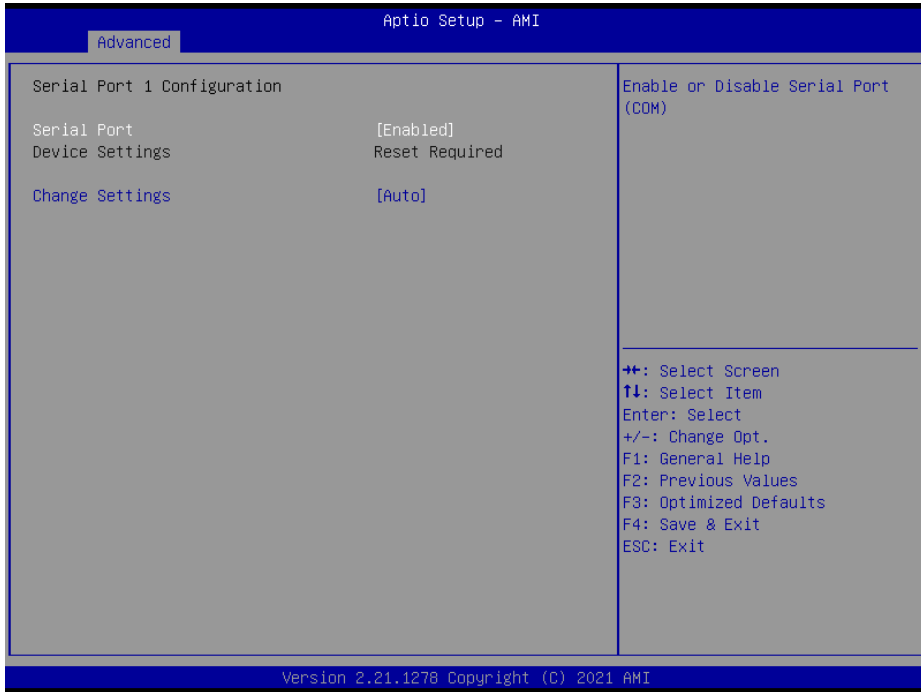 Aptio Setup – AMI
Advanced
Serial Port 1 Configuration
Serial Port [Enabled]
Device Settings Reset Required
Change Settings [Auto]
Enable or Disable Serial Port
(COM)
→←: Select Screen
↑↓: Select Item
Enter: Select
+/-: Change Opt.
F1: General Help
F2: Previous Values
F3: Optimized Defaults
F4: Save & Exit
ESC: Exit
Version 2.21.1278 Copyright (C) 2021 AMI